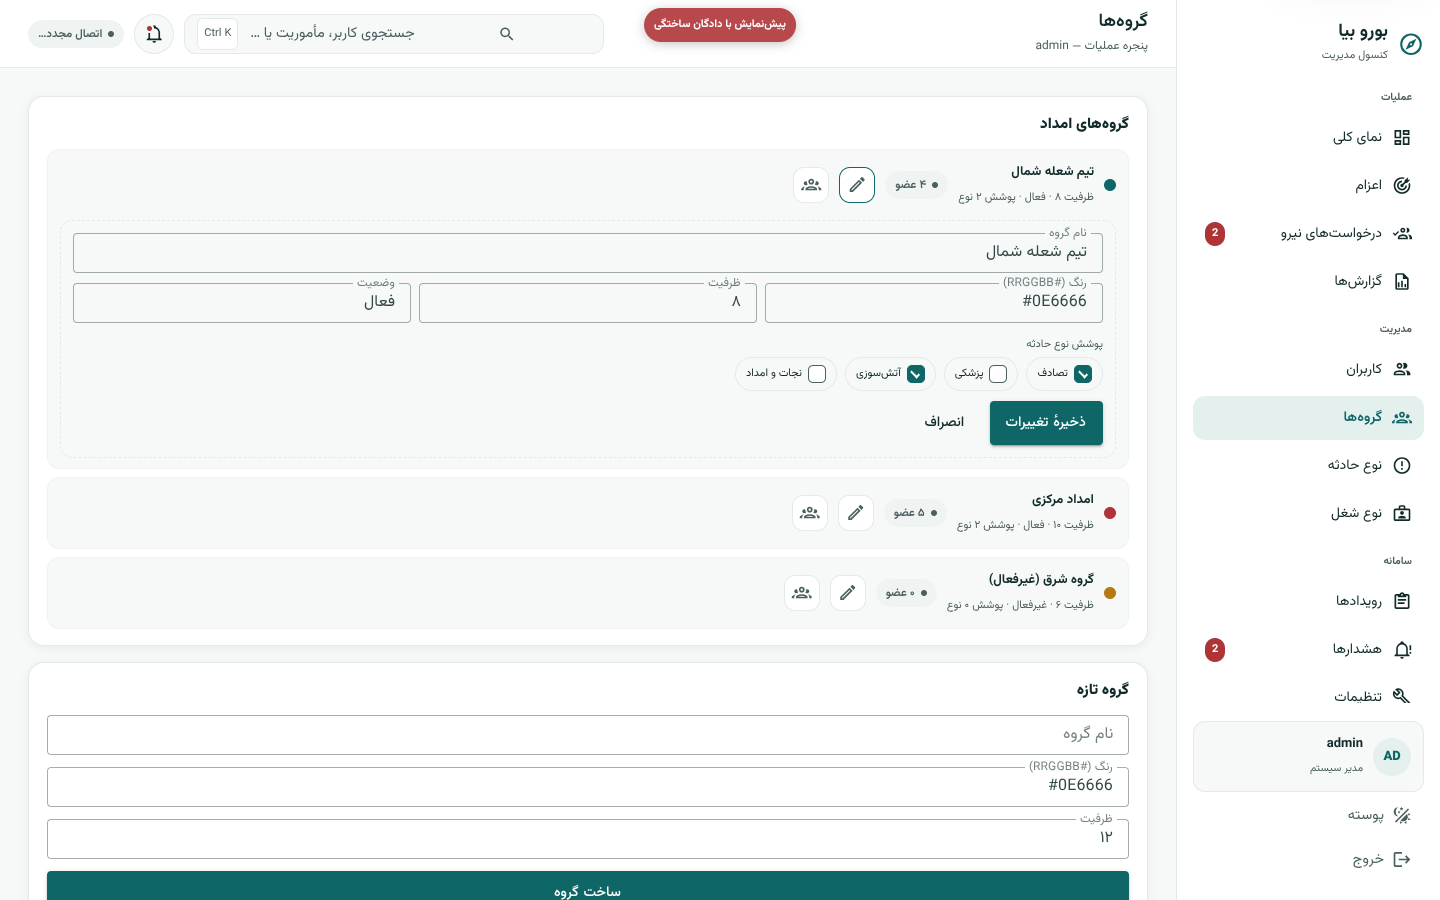 بورو بیا
کنسول مدیریت
عملیات
نمای کلی
اعزام
درخواست‌های نیرو
2
گزارش‌ها
مدیریت
کاربران
گروه‌ها
نوع حادثه
نوع شغل
سامانه
رویدادها
هشدارها
2
تنظیمات
AD
admin
مدیر سیستم
پوسته
خروج
گروه‌ها
پنجره عملیات — admin
پیش‌نمایش با دادگان ساختگی
جستجوی کاربر، مأموریت یا ...
Ctrl K
اتصال مجدد...
گروه‌های امداد
تیم شعله شمال
ظرفیت ۸ · فعال · پوشش ۲ نوع
۴ عضو
نام گروه
تیم شعله شمال
رنگ (#RRGGBB)
#0E6666
ظرفیت
۸
وضعیت
فعال
پوشش نوع حادثه
تصادف
پزشکی
آتش‌سوزی
نجات و امداد
ذخیرهٔ تغییرات
انصراف
امداد مرکزی
ظرفیت ۱۰ · فعال · پوشش ۲ نوع
۵ عضو
گروه شرق (غیرفعال)
ظرفیت ۶ · غیرفعال · پوشش ۰ نوع
۰ عضو
گروه تازه
نام گروه
رنگ (#RRGGBB)
#0E6666
ظرفیت
۱۲
ساخت گروه